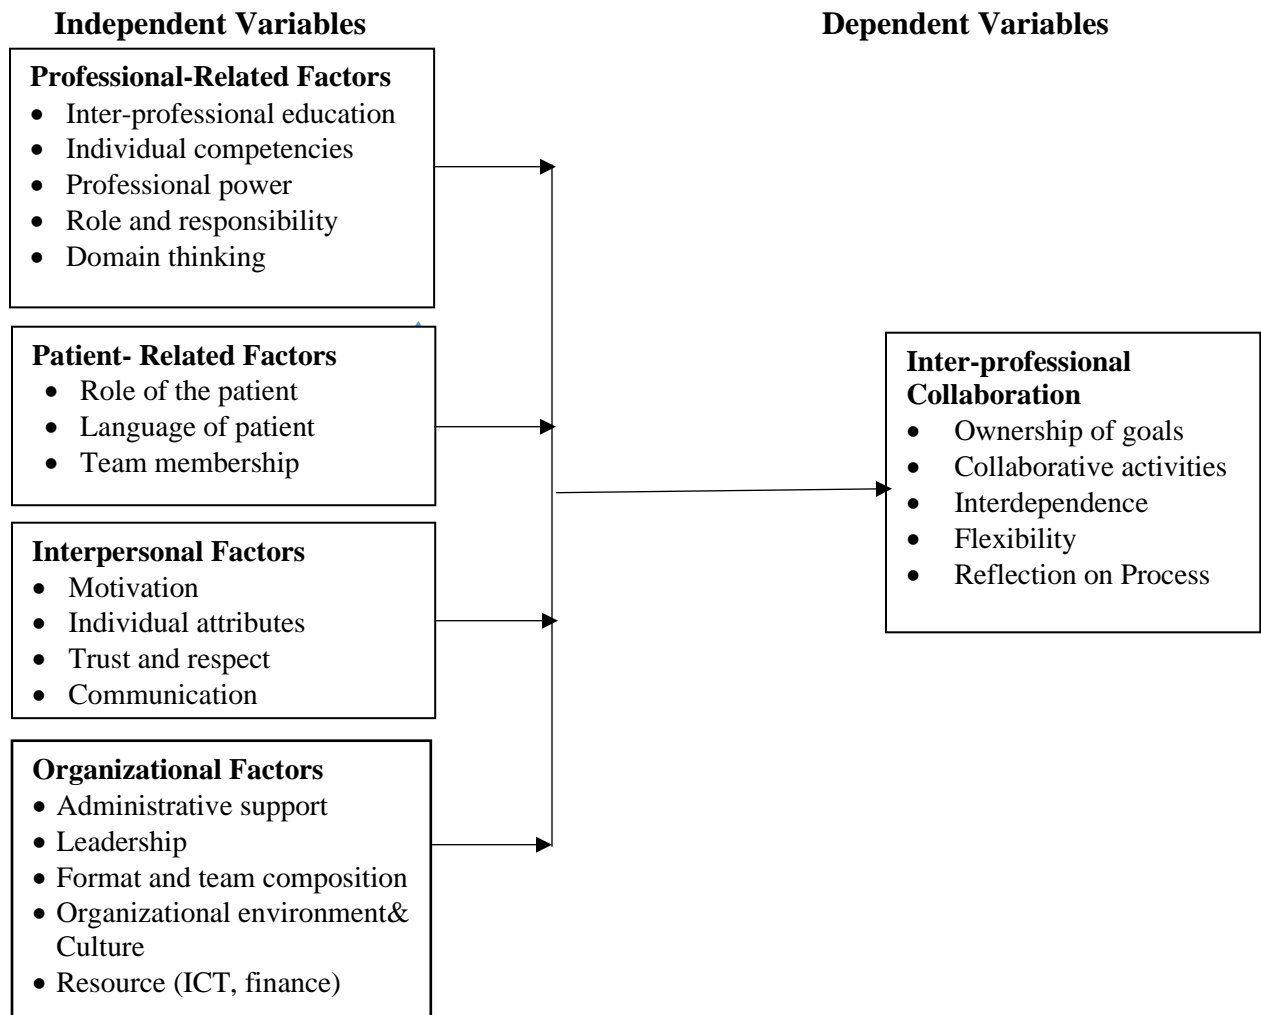 Independent Variables
Dependent Variables
Professional-Related Factors
• Inter-professional education
• Individual competencies
• Professional power
• Role and responsibility
• Domain thinking
Patient- Related Factors
• Role of the patient
• Language of patient
• Team membership
Interpersonal Factors
• Motivation
• Individual attributes
• Trust and respect
• Communication
Organizational Factors
• Administrative support
• Leadership
• Format and team composition
• Organizational environment&
Culture
• Resource (ICT, finance)
Inter-professional
Collaboration
• Ownership of goals
• Collaborative activities
• Interdependence
• Flexibility
• Reflection on Process